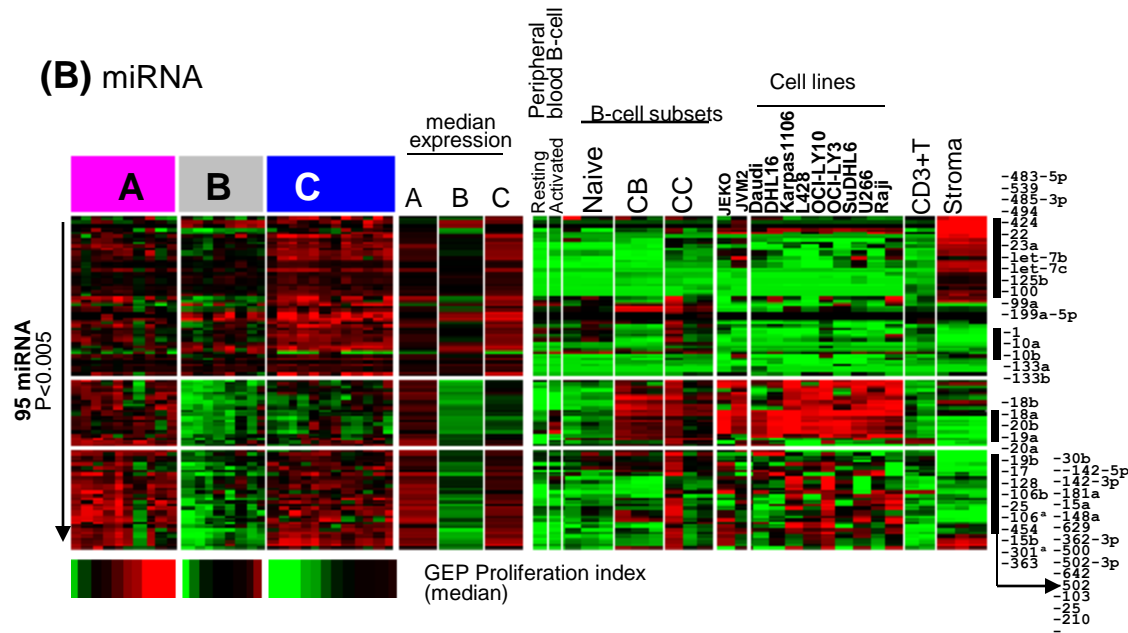 (B) miRNA
A
B
C
median
expression
A
B
C
Peripheral
blood B-cell
Resting
Activated
B-cell subsets
Naive
CB
CC
Cell lines
JEKO
JVM2
Daudi
DHL16
Karpas1106
L428
OCI-LY10
OCI-LY3
SuDHL6
U266
Raji
CD3+T
Stroma
95 miRNA
P<0.005
-483-5p
-539
-485-3p
-494
-424
-22
-23a
-1et-7b
-1et-7c
-125b
-100
-99a
-199a-5p
-1
-10a
-10b
-133a
-133b
-18b
-18a
-20b
-19a
-20a
-19b
-17
-128
-106b
-25
-106a
-454
-15b
-301a
-363
-30b
-142-5p
-142-3p
-181a
-15a
-148a
-629
-362-3p
-500
-502-3p
-642
-502
-103
-25
-210
-
GEP Proliferation index
(median)